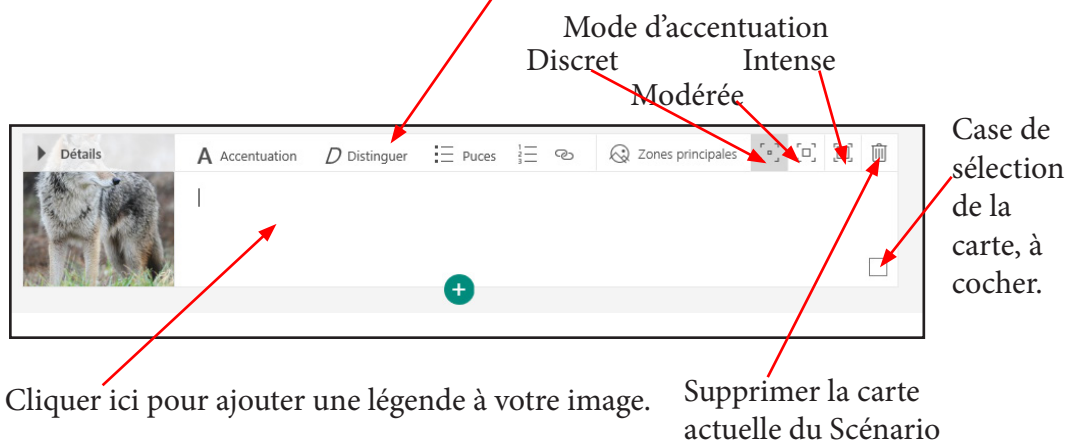 Mode d’accentuation
Discret Intense
Modérée
Détails A Accentuation D Distinguer Puces Zones principales
Case de
sélection
de la
carte, à
cocher.
Cliquer ici pour ajouter une légende à votre image.
Supprimer la carte
actuelle du Scénario